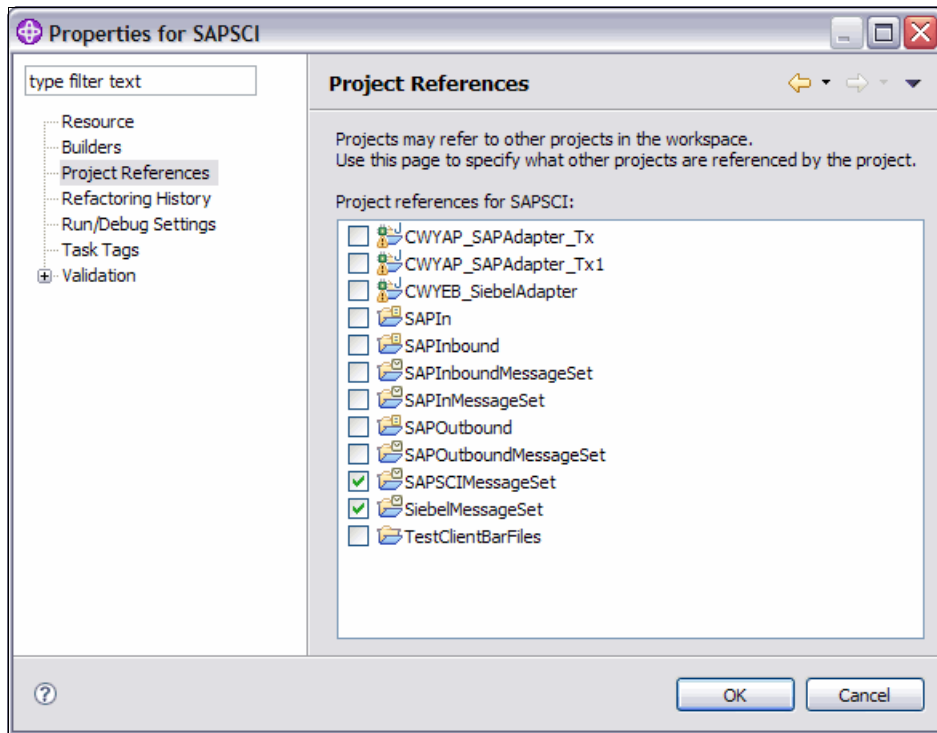 Properties for SAPSCI
type filter text
Resource
Builders
Project References
Refactoring History
Run/Debug Settings
Task Tags
Validation
Project References
Projects may refer to other projects in the workspace.
Use this page to specify what other projects are referenced by the project.
Project references for SAPSCI:
CWYAP_SAPAdapter_Tx
CWYAP_SAPAdapter_Tx1
CWYEB_SiebelAdapter
SAPIn
SAPInbound
SAPInboundMessageSet
SAPInMessageSet
SAPOutbound
SAPOutboundMessageSet
SAPSCIMessageSet
SiebelMessageSet
TestClientBarFiles
OK
Cancel